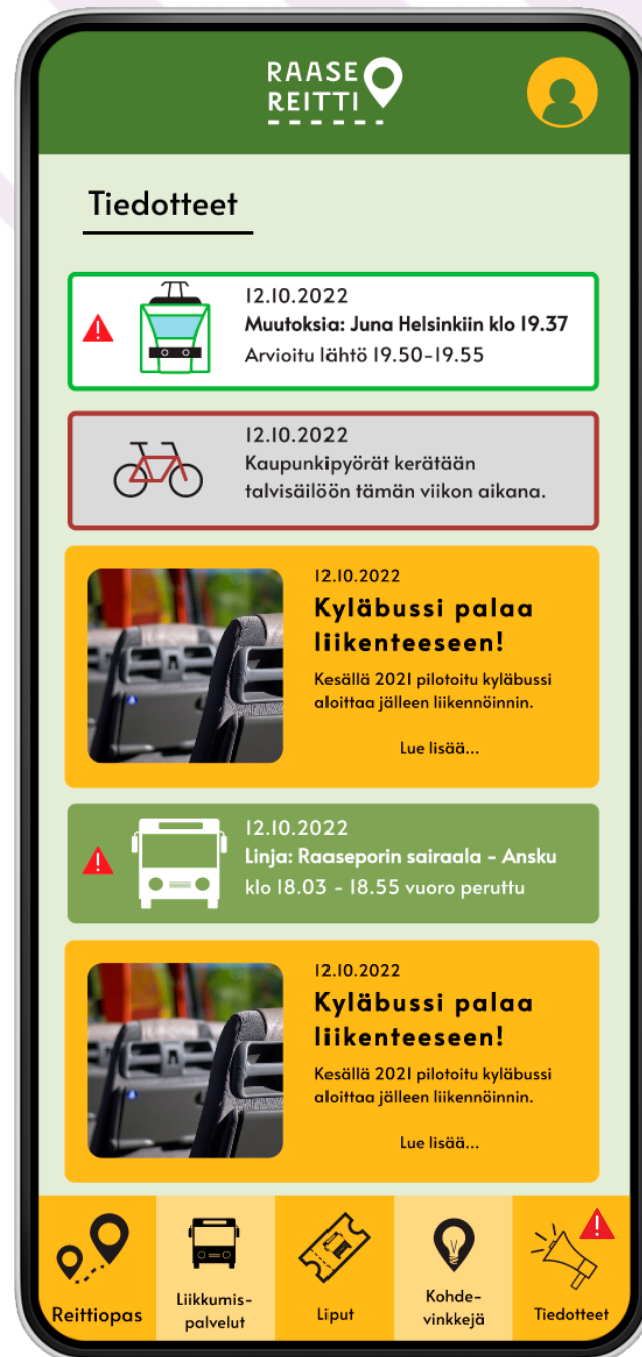 RAASE
REITTI
Tiedotteet
12.10.2022
Muutoksia: Juna Helsinkiin klo 19.37
Arvioitu lähtö 19.50-19.55
12.10.2022
Kaupunkipyörät kerätään
talvisäilöön tämän viikon aikana.
12.10.2022
Kyläbussi palaa
liikenteeseen!
Kesällä 2021 pilotoitu kyläbussi
aloittaa jälleen liikennöinnin.
Lue lisää...
12.10.2022
Linja: Raaseporin sairaala - Ansku
klo 18.03 - 18.55 vuoro peruttu
12.10.2022
Kyläbussi palaa
liikenteeseen!
Kesällä 2021 pilotoitu kyläbussi
aloittaa jälleen liikennöinnin.
Lue lisää...
Reittiopas
Liikkumis-
palvelut
Liput
Kohde-
vinkkejä
Tiedotteet